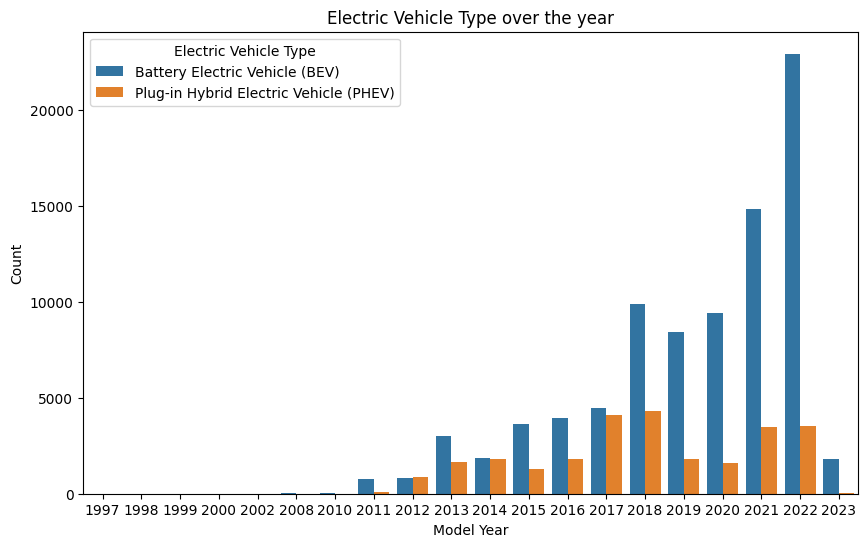 Electric Vehicle Type over the year
Electric Vehicle Type
Battery Electric Vehicle (BEV)
Plug-in Hybrid Electric Vehicle (PHEV)
20000
15000
10000
5000
0
Count
1997 1998 1999 2000 2002 2008 2010 2011 2012 2013 2014 2015 2016 2017 2018 2019 2020 2021 2022 2023
Model Year